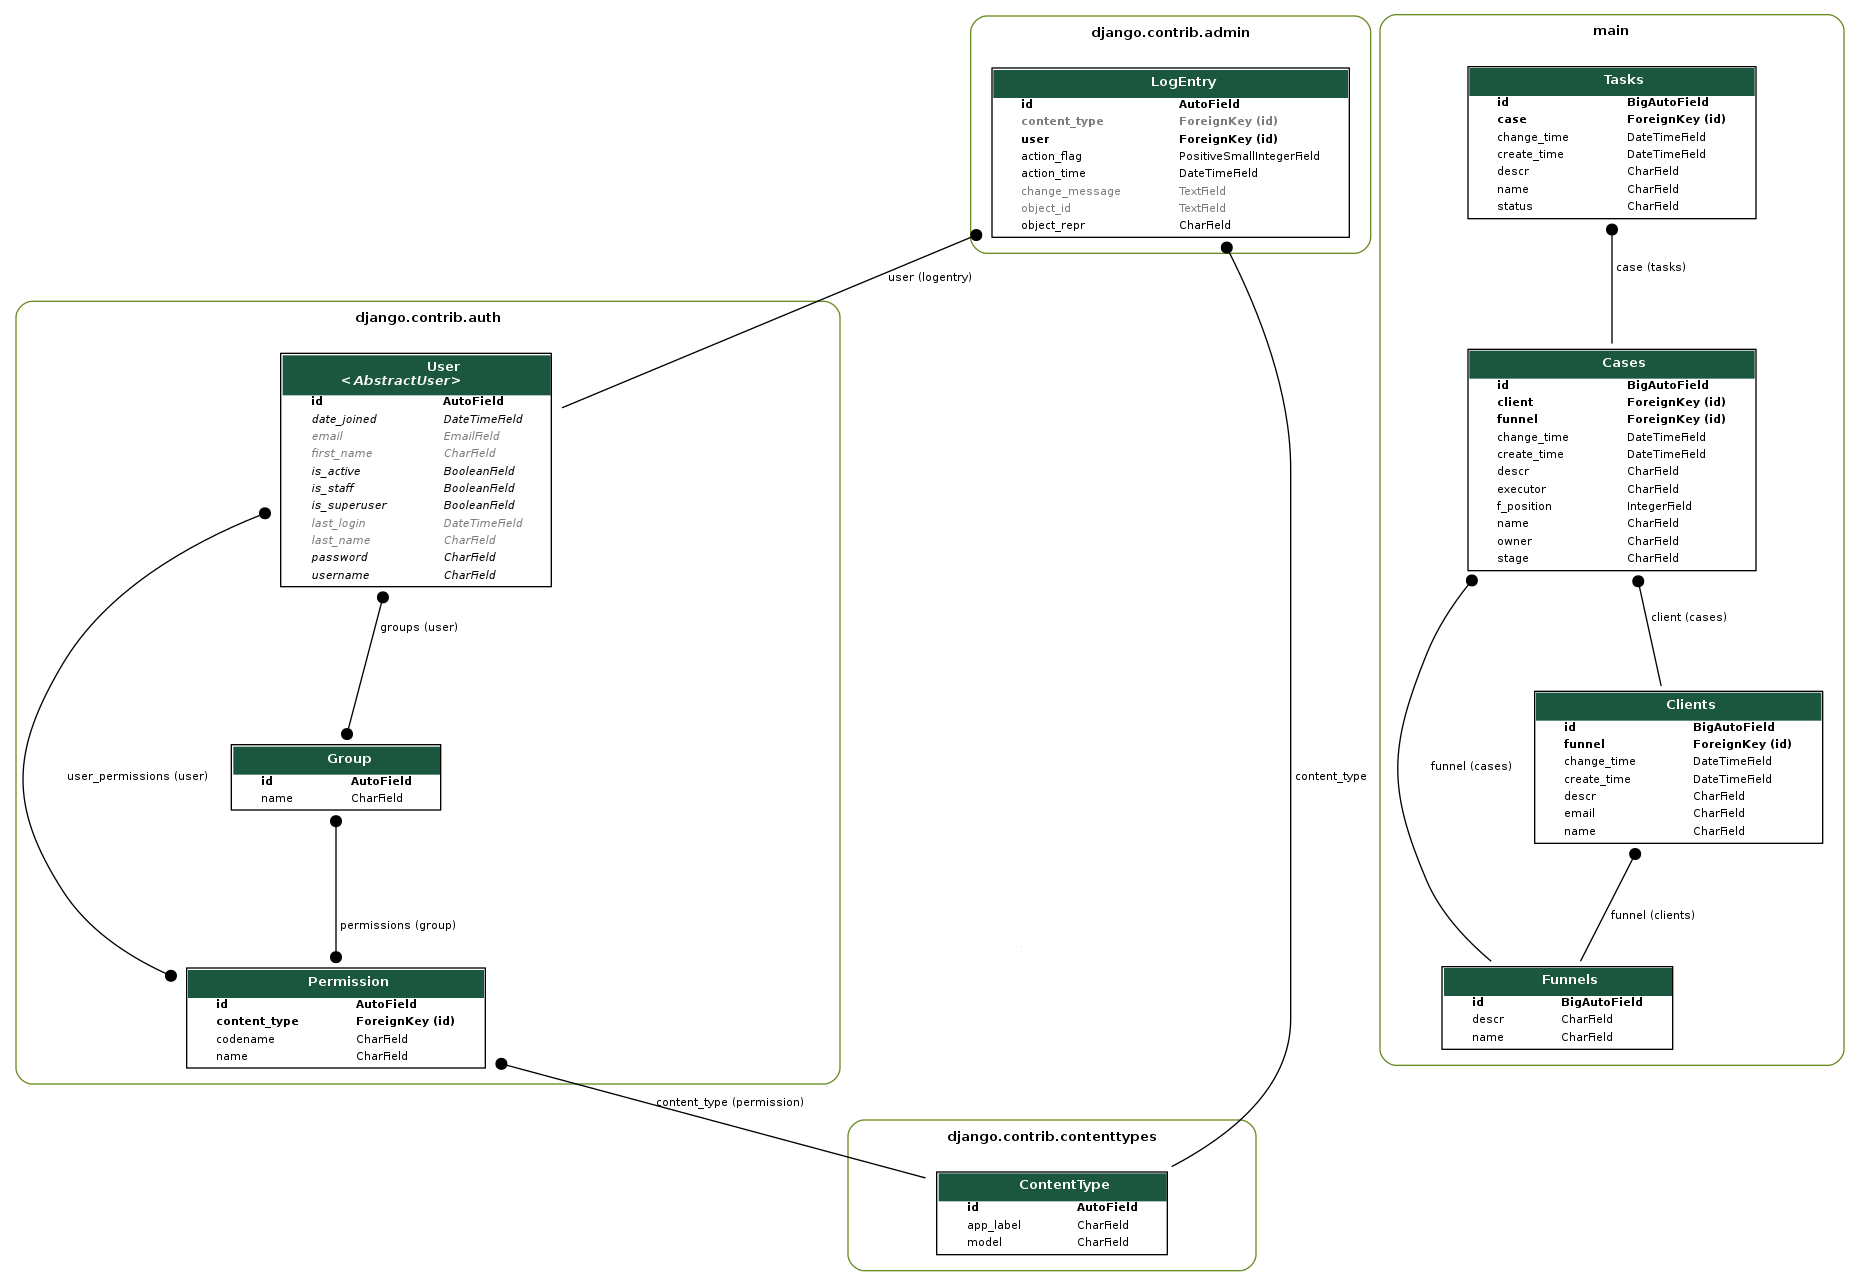 django.contrib.admin
LogEntry
id AutoField
content_type ForeignKey (id)
user ForeignKey (id)
action_flag PositiveSmallIntegerField
action_time DateTimeField
change_message TextField
object_id TextField
object_repr CharField
user (logentry)
content_type
main
Tasks
id BigAutoField
case ForeignKey (id)
change_time DateTimeField
create_time DateTimeField
descr CharField
name CharField
status CharField
case (tasks)
Cases
id BigAutoField
client ForeignKey (id)
funnel ForeignKey (id)
change_time DateTimeField
create_time DateTimeField
descr CharField
executor CharField
f_position IntegerField
name CharField
owner CharField
stage CharField
client (cases)
funnel (cases)
Clients
id BigAutoField
funnel ForeignKey (id)
change_time DateTimeField
create_time DateTimeField
descr CharField
email CharField
name CharField
funnel (clients)
Funnels
id BigAutoField
descr CharField
name CharField
django.contrib.auth
User
<AbstractUser>
id AutoField
date_joined DateTimeField
email EmailField
first_name CharField
is_active BooleanField
is_staff BooleanField
is_superuser BooleanField
last_login DateTimeField
last_name CharField
password CharField
username CharField
groups (user)
user_permissions (user)
Group
id AutoField
name CharField
permissions (group)
Permission
id AutoField
content_type ForeignKey (id)
codename CharField
name CharField
content_type (permission)
django.contrib.contenttypes
ContentType
id AutoField
app_label CharField
model CharField